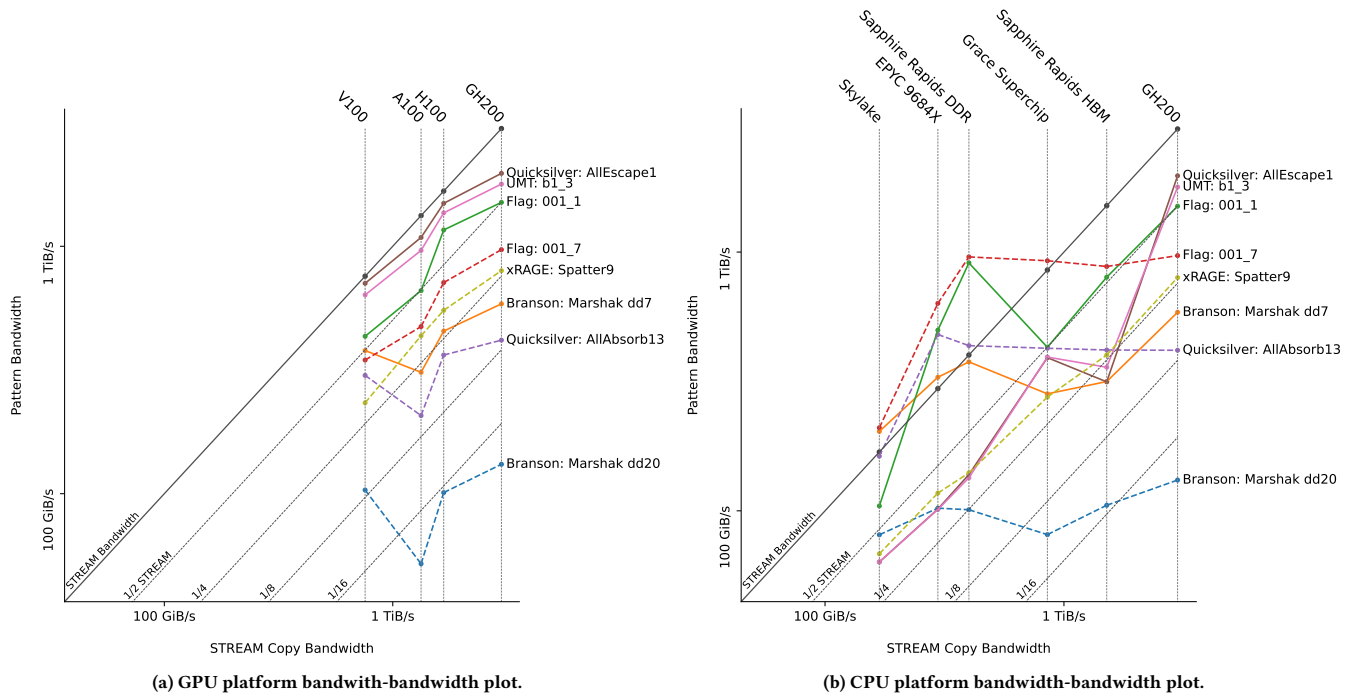 V100
A100
H100
GH200
Quicksilver: AllEscape1
UMT: b1_3
Flag: 001_1
Flag: 001_7
xRAGE: Spatter9
Branson: Marshak dd7
Quicksilver: AllAbsorb13
Branson: Marshak dd20
1 TiB/s
100 GiB/s
Pattern Bandwidth
STREAM Bandwidth
1/2 STREAM
1/4
1/8
1/16
100 GiB/s
1 TiB/s
STREAM Copy Bandwidth
(a) GPU platform bandwith-bandwidth plot.
Skylake
EPYC 9684X
Sapphire Rapids DDR
Grace Superchip
Sapphire Rapids HBM
GH200
Quicksilver: AllEscape1
UMT: b1_3
Flag: 001_1
Flag: 001_7
xRAGE: Spatter9
Branson: Marshak dd7
Quicksilver: AllAbsorb13
Branson: Marshak dd20
1 TiB/s
100 GiB/s
Pattern Bandwidth
STREAM Bandwidth
1/2 STREAM
1/4
1/8
1/16
100 GiB/s
1 TiB/s
STREAM Copy Bandwidth
(b) CPU platform bandwidth-bandwidth plot.